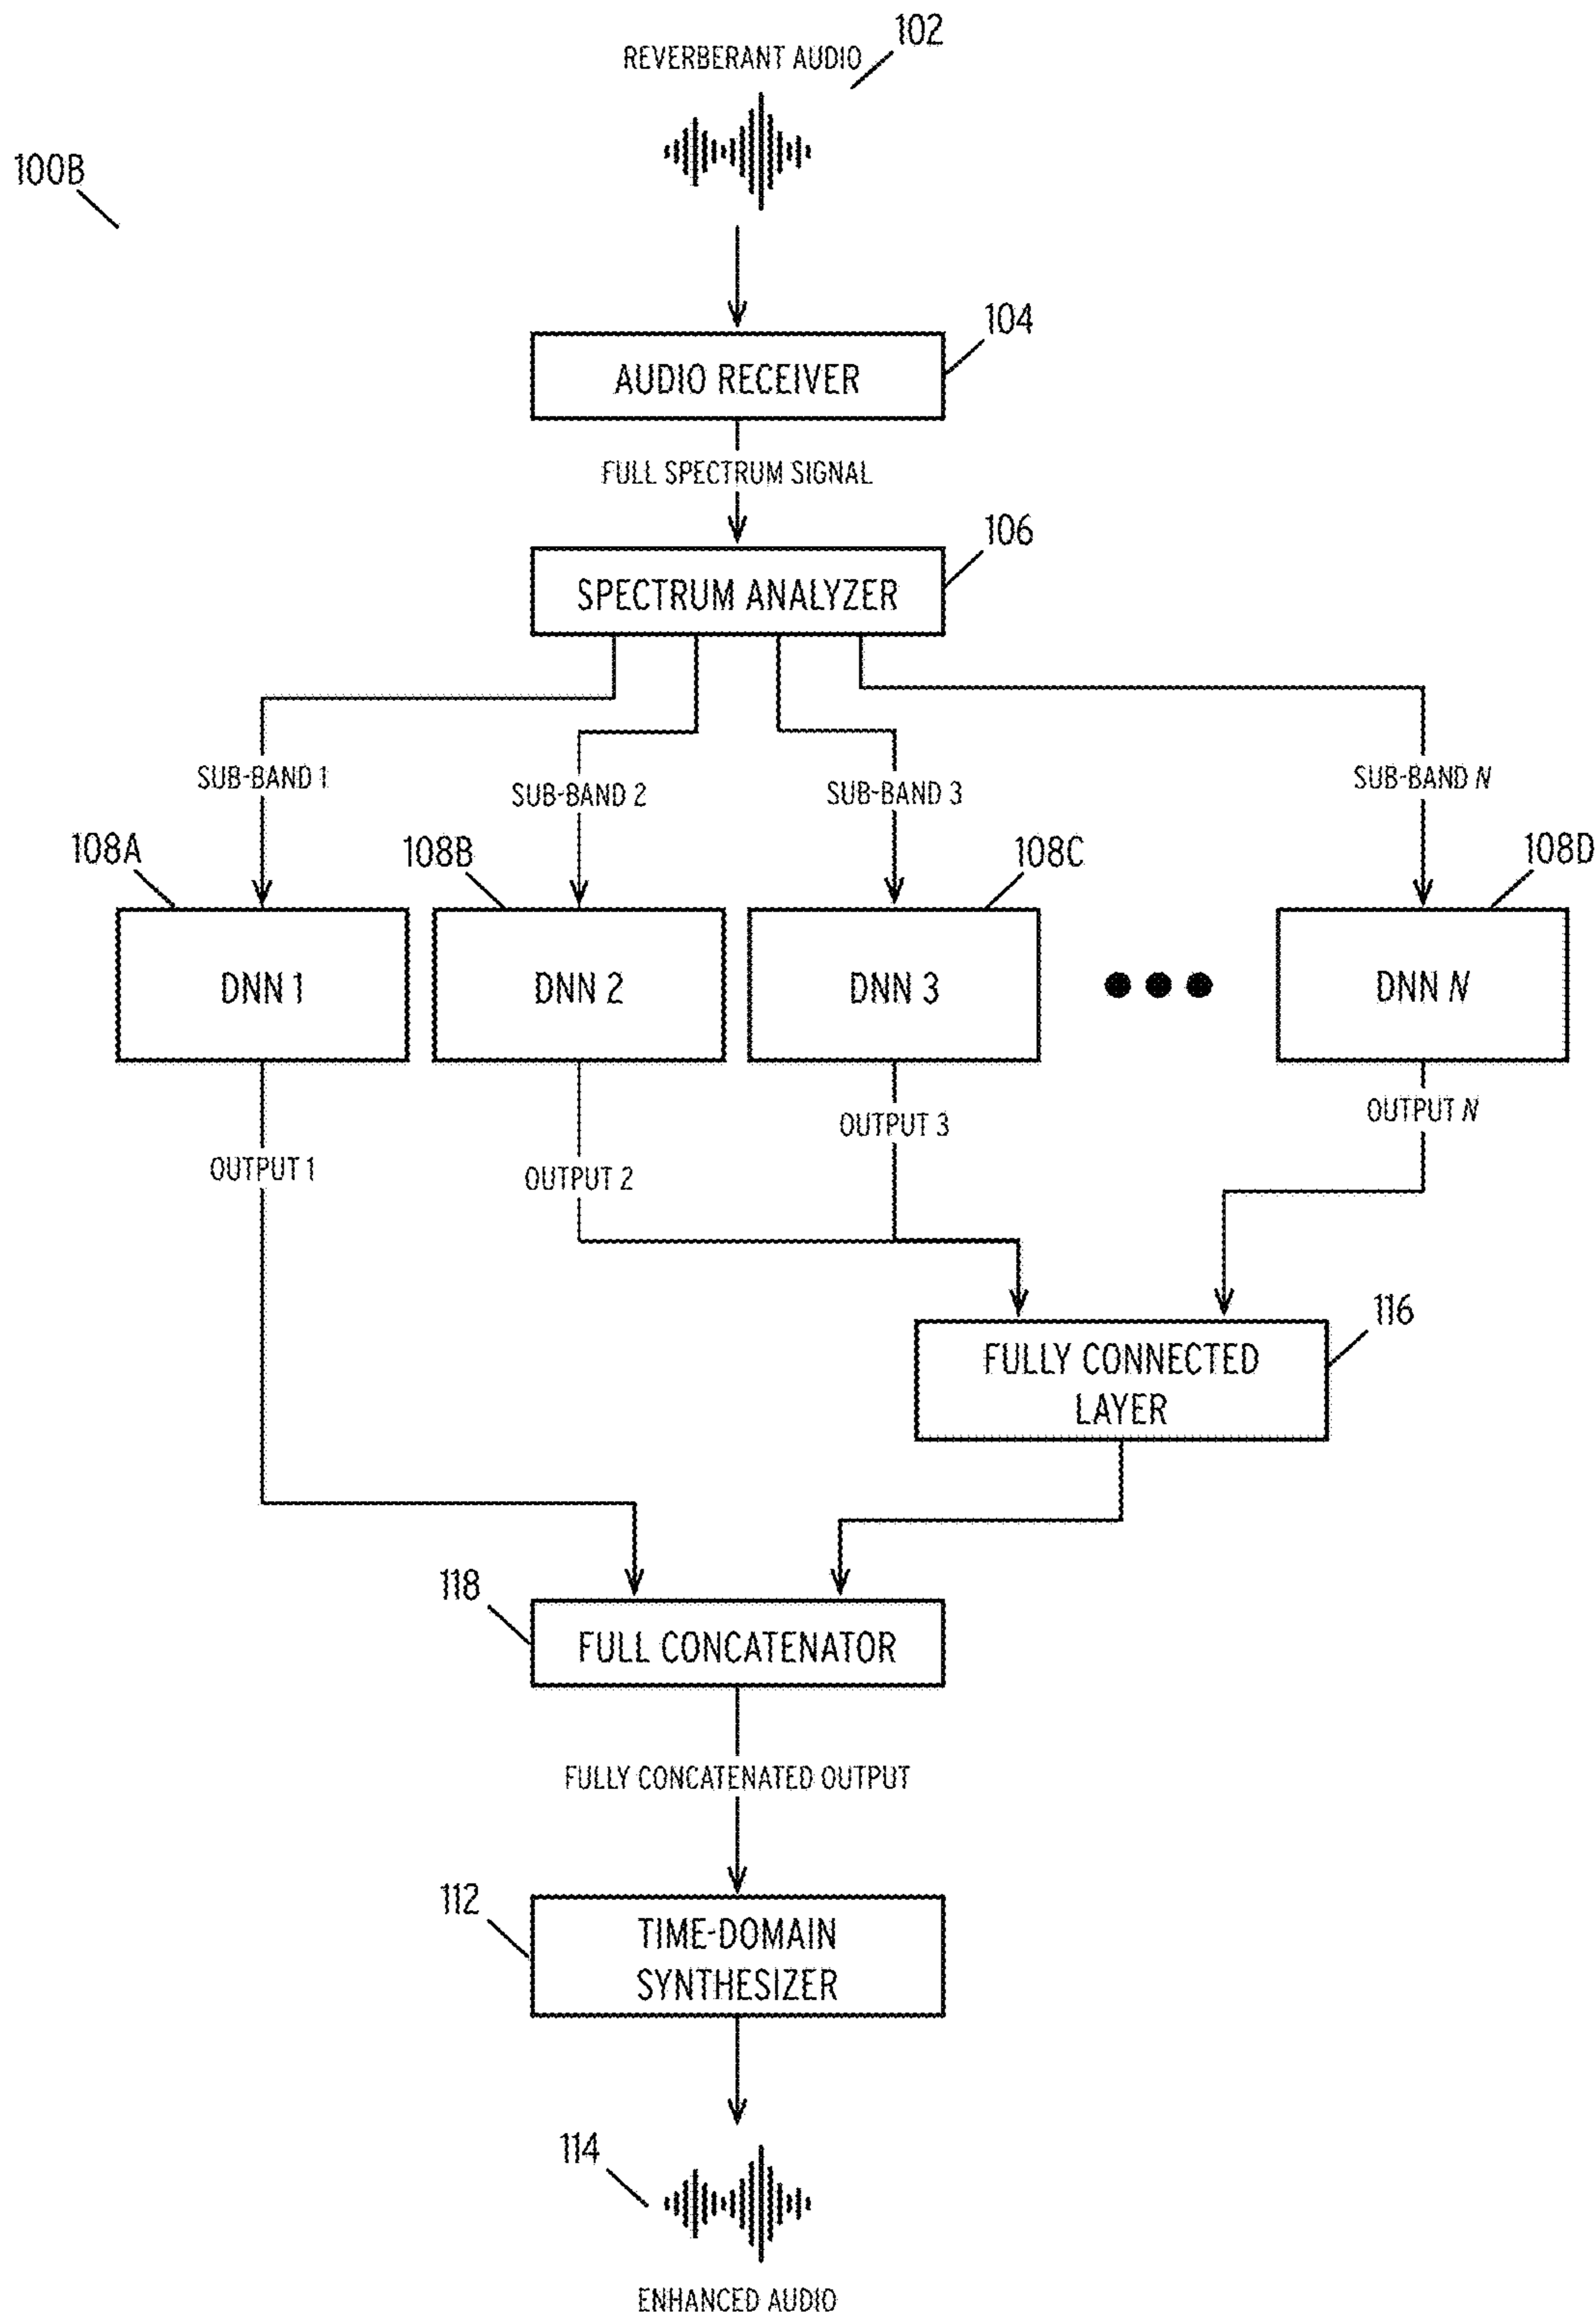 102
REVERBERANT AUDIO
100B
104
AUDIO RECEIVER
FULL SPECTRUM SIGNAL
106
SPECTRUM ANALYZER
SUB-BAND 1
SUB-BAND 2
SUB-BAND 3
SUB-BAND N
108A
108B
108C
108D
DNN 1
DNN 2
DNN 3
DNN N
OUTPUT 1
OUTPUT 2
OUTPUT 3
OUTPUT N
116
FULLY CONNECTED
LAYER
118
FULL CONCATENATOR
FULLY CONCATENATED OUTPUT
112
TIME-DOMAIN
SYNTHESIZER
114
ENHANCED AUDIO